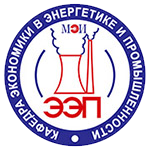 КАФЕДРА ЭКОНОМИКИ В ЭНЕРГЕТИКЕ И ПРОМЫШЛЕННОСТИ
МЭИ
ЭЭП